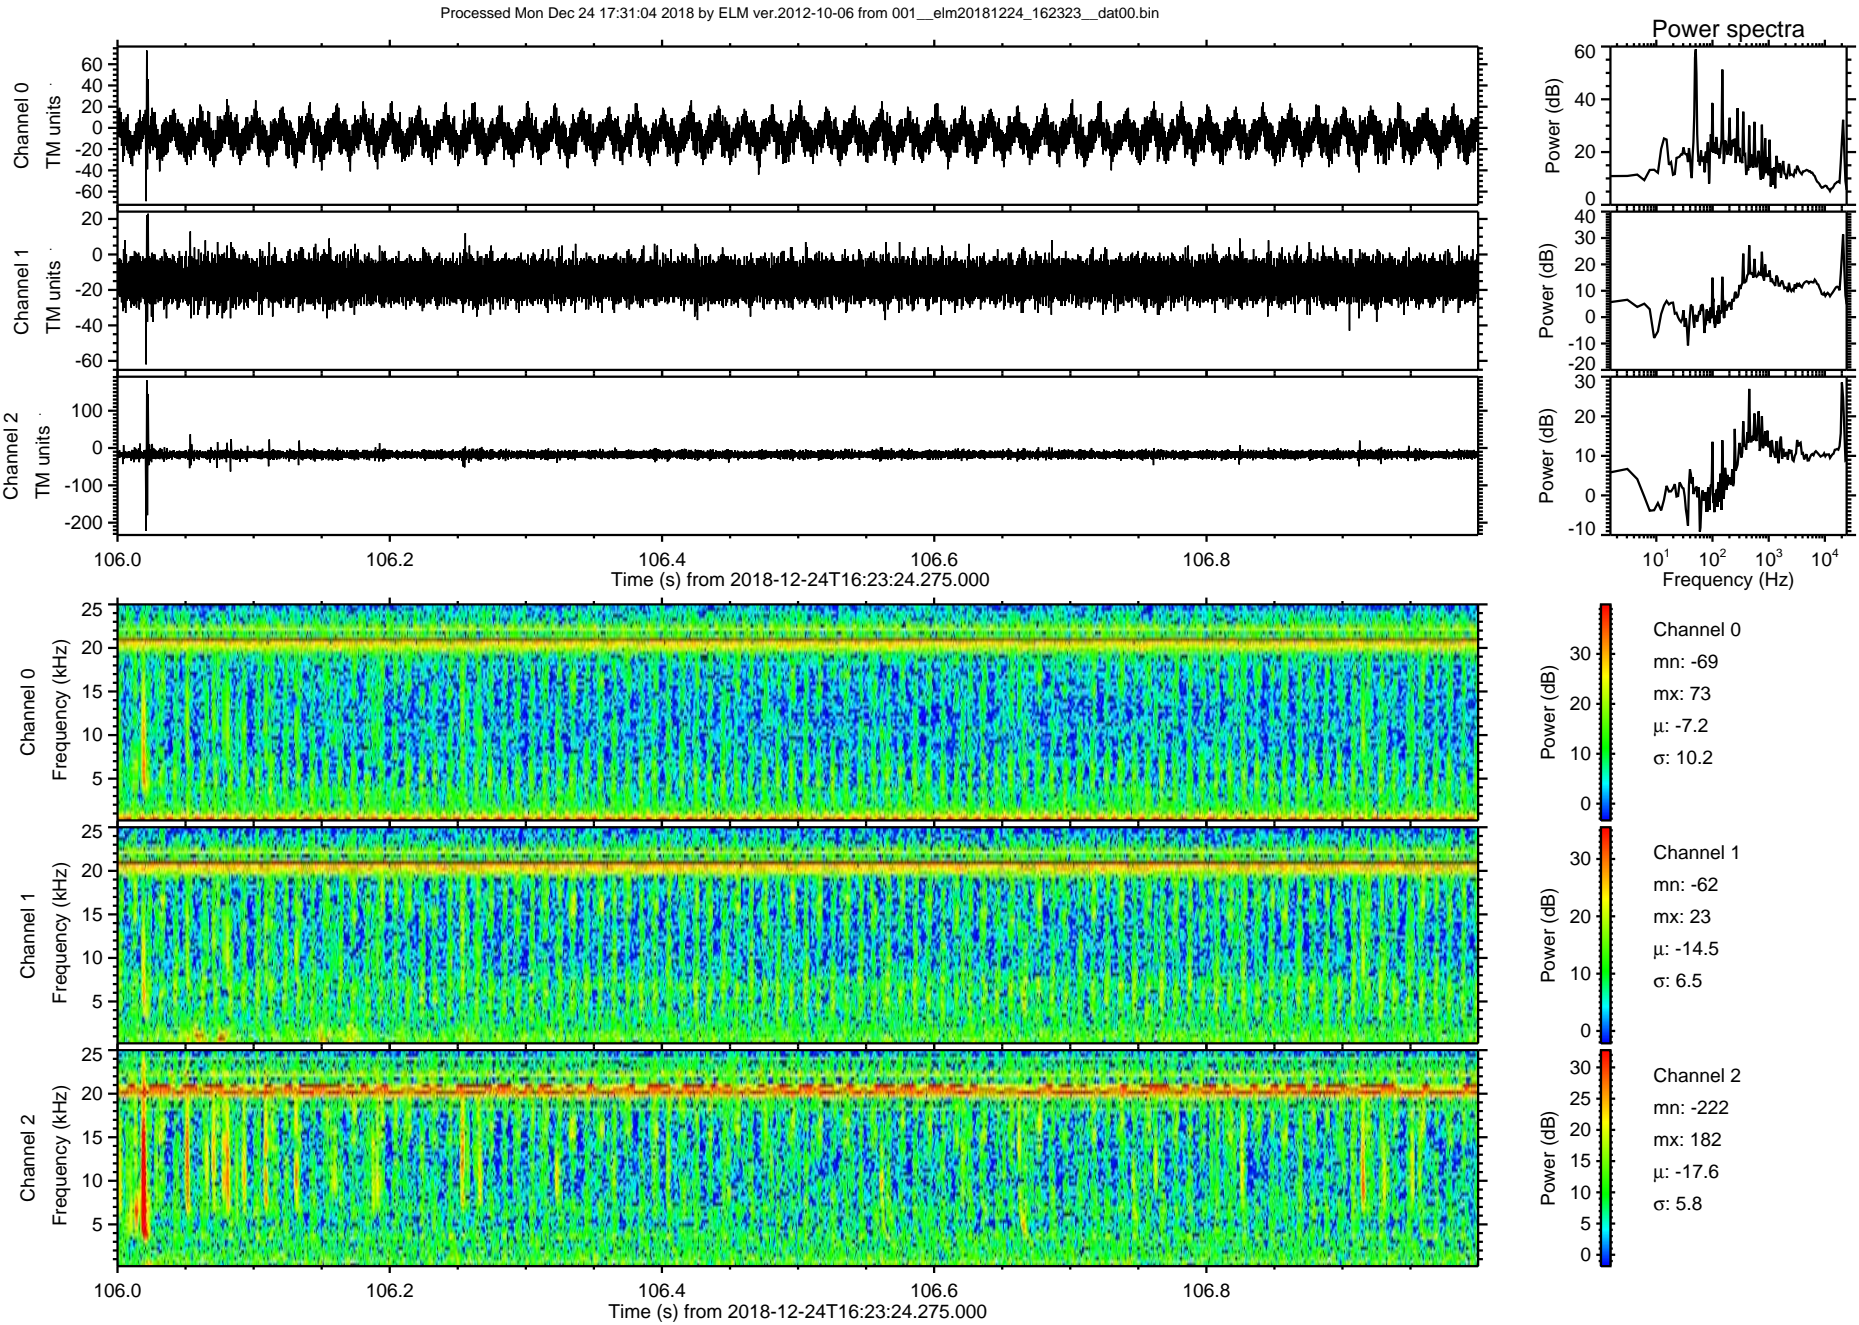 Processed Mon Dec 24 17:31:04 2018 by ELM ver.2012-10-06 from 001__elm20181224_162323__dat00.bin
Power spectra
Channel 0
TM units
60
40
20
0
-20
-40
-60
Power (dB)
60
40
20
0
Channel 1
TM units
20
0
-20
-40
-60
Power (dB)
40
30
20
10
0
-10
-20
Channel 2
TM units
100
0
-100
-200
Power (dB)
30
20
10
0
-10
106.0 106.2 106.4 106.6 106.8
Time (s) from 2018-12-24T16:23:24.275.000
10^1 10^2 10^3 10^4
Frequency (Hz)
Channel 0
Frequency (kHz)
25
20
15
10
5
Power (dB)
30
20
10
0
Channel 0
mn: -69
mx: 73
μ: -7.2
σ: 10.2
Channel 1
Frequency (kHz)
25
20
15
10
5
Power (dB)
30
20
10
0
Channel 1
mn: -62
mx: 23
μ: -14.5
σ: 6.5
Channel 2
Frequency (kHz)
25
20
15
10
5
Power (dB)
30
25
20
15
10
5
0
Channel 2
mn: -222
mx: 182
μ: -17.6
σ: 5.8
106.0 106.2 106.4 106.6 106.8
Time (s) from 2018-12-24T16:23:24.275.000